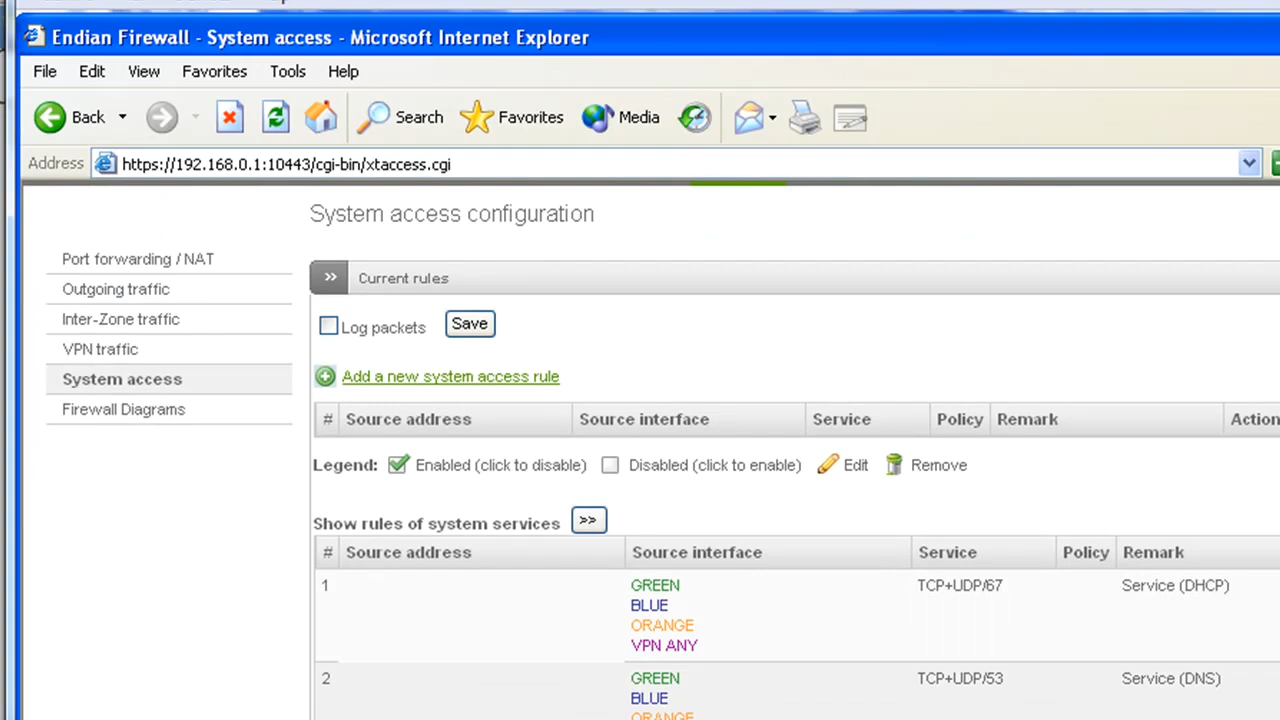 Endian Firewall - System access - Microsoft Internet Explorer
File Edit View Favorites Tools Help
Back Search Favorites Media
Address https://192.168.0.1:10443/cgi-bin/xtaccess.cgi
System access configuration
Port forwarding / NAT
Outgoing traffic
Inter-Zone traffic
VPN traffic
System access
Firewall Diagrams
>> Current rules
Log packets Save
Add a new system access rule
# Source address Source interface Service Policy Remark Action
Legend: Enabled (click to disable) Disabled (click to enable) Edit Remove
Show rules of system services >>
# Source address Source interface Service Policy Remark
1 GREEN TCP+UDP/67 Service (DHCP)
BLUE
ORANGE
VPN ANY
2 GREEN TCP+UDP/53 Service (DNS)
BLUE
ORANGE